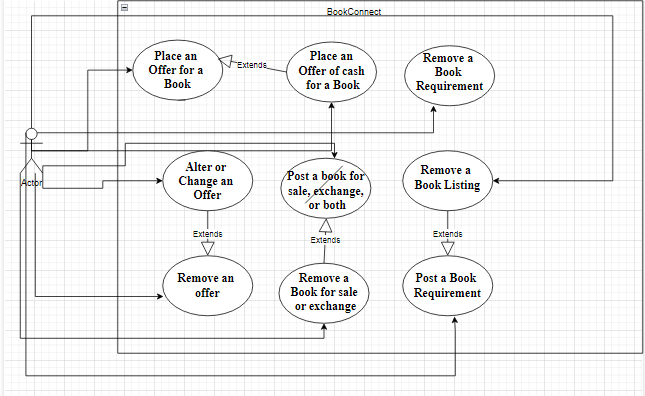 BookConnect
Place an
Offer for a
Book
Extends
Place an
Offer of cash
for a Book
Remove a
Book
Requirement
Actor
Alter or
Change an
Offer
Post a book for
sale, exchange,
or both
Remove a
Book Listing
Extends
Extends
Extends
Remove an
offer
Remove a
Book for sale
or exchange
Post a Book
Requirement